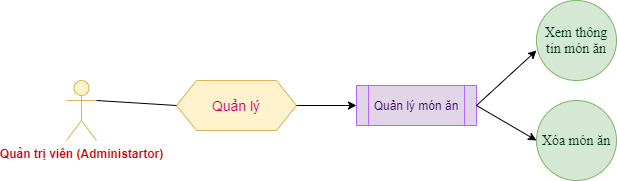 Xem thông
tin món ăn
Quản lý
Quản lý món ăn
Xóa món ăn
Quản trị viên (Administartor)